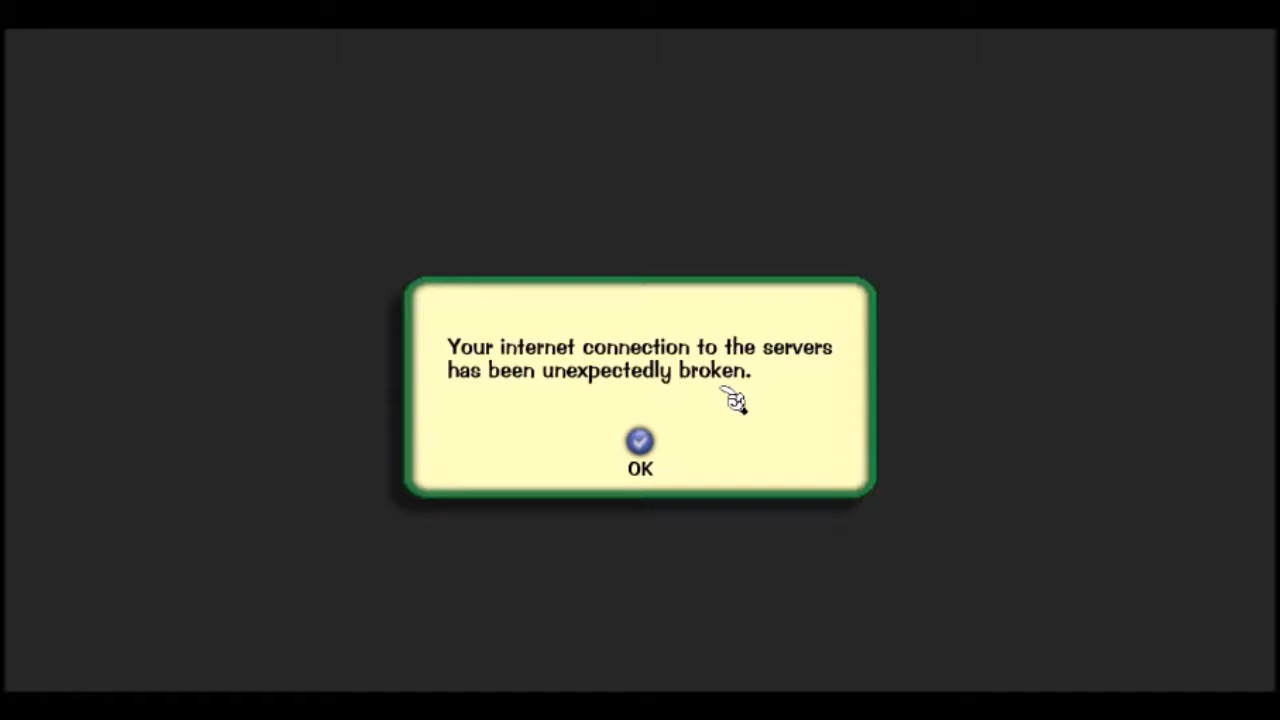 Your internet connection to the servers
has been unexpectedly broken.
OK